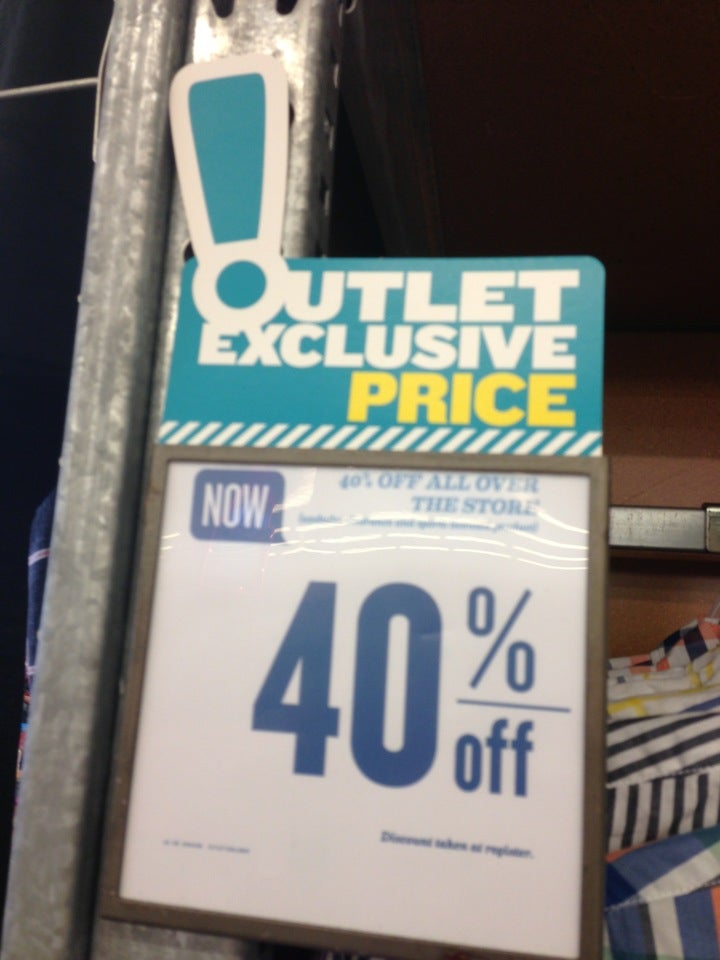 OUTLET
EXCLUSIVE
PRICE
NOW
40% OFF ALL OVER
THE STORE
40% off
Discount taken at register.